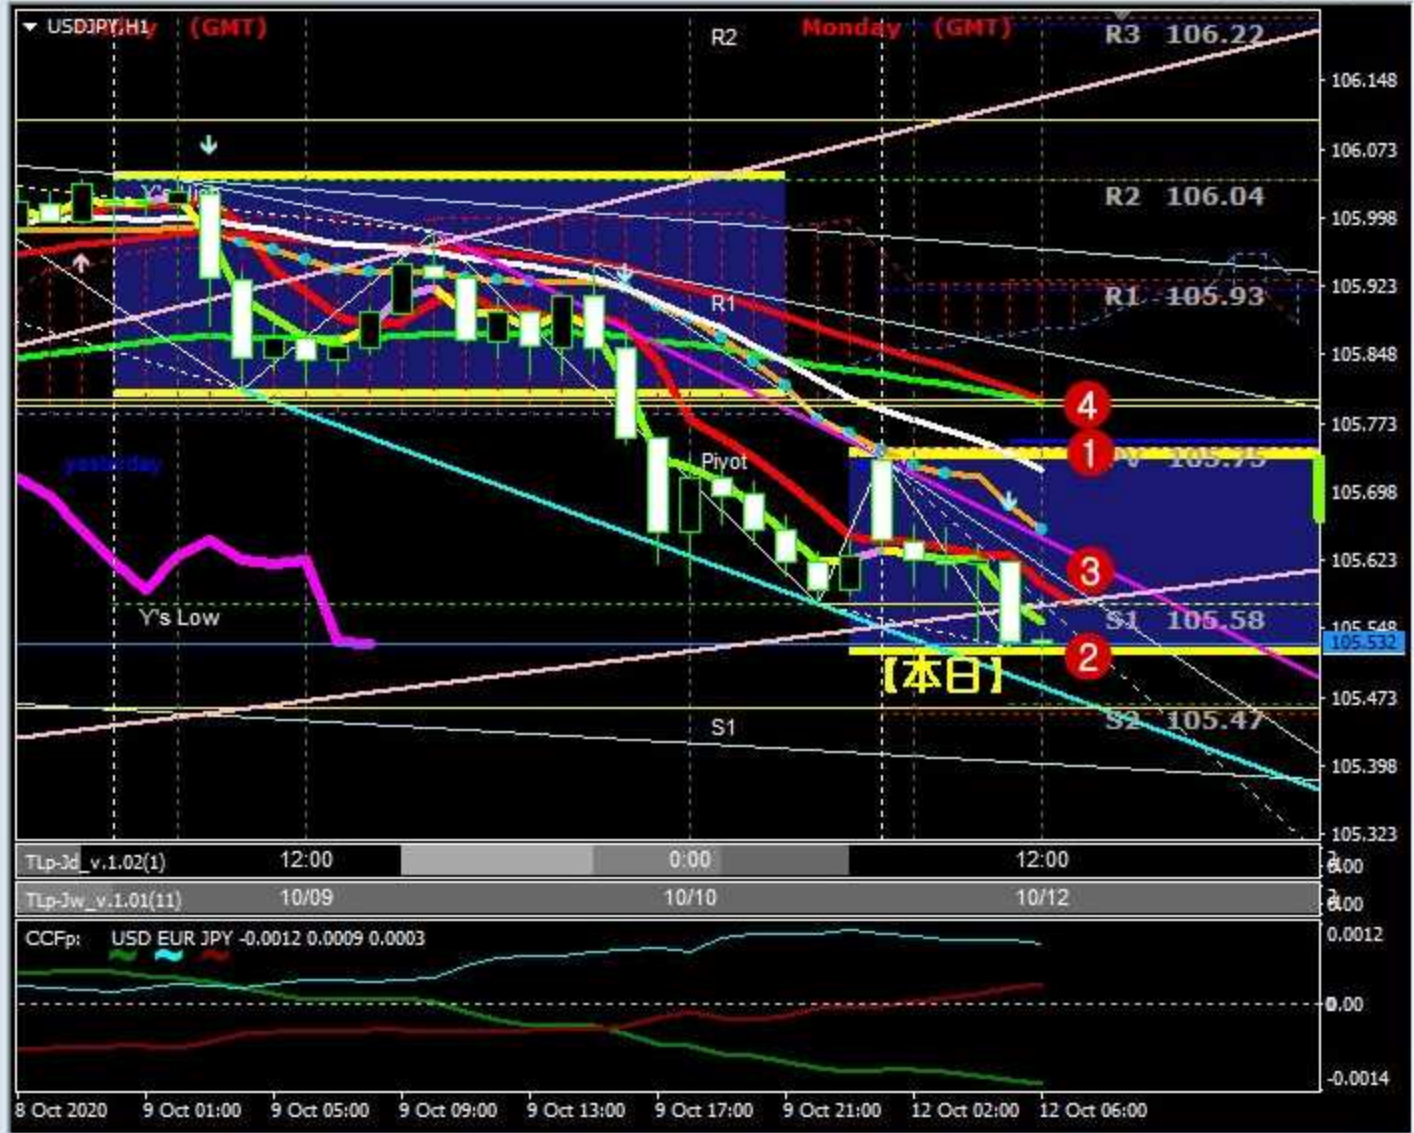 USDJPY,H1
(GMT)
Monday (GMT)
R2
R3 106.22
106.148
106.073
R2 106.04
105.998
R1
R1 105.93
105.923
105.848
4
105.773
yesterday
Pivot
1
PV 105.75
105.698
3
105.623
Y's Low
S1 105.58
105.548
105.532
2
【本日】
105.473
S1
S2 105.47
105.398
105.323
TLp-Jd_v.1.02(1) 12:00 0:00 12:00
TLp-Jw_v.1.01(11) 10/09 10/10 10/12
CCFp: USD EUR JPY -0.0012 0.0009 0.0003
0.0012
0.00
-0.0014
8 Oct 2020 9 Oct 01:00 9 Oct 05:00 9 Oct 09:00 9 Oct 13:00 9 Oct 17:00 9 Oct 21:00 12 Oct 02:00 12 Oct 06:00